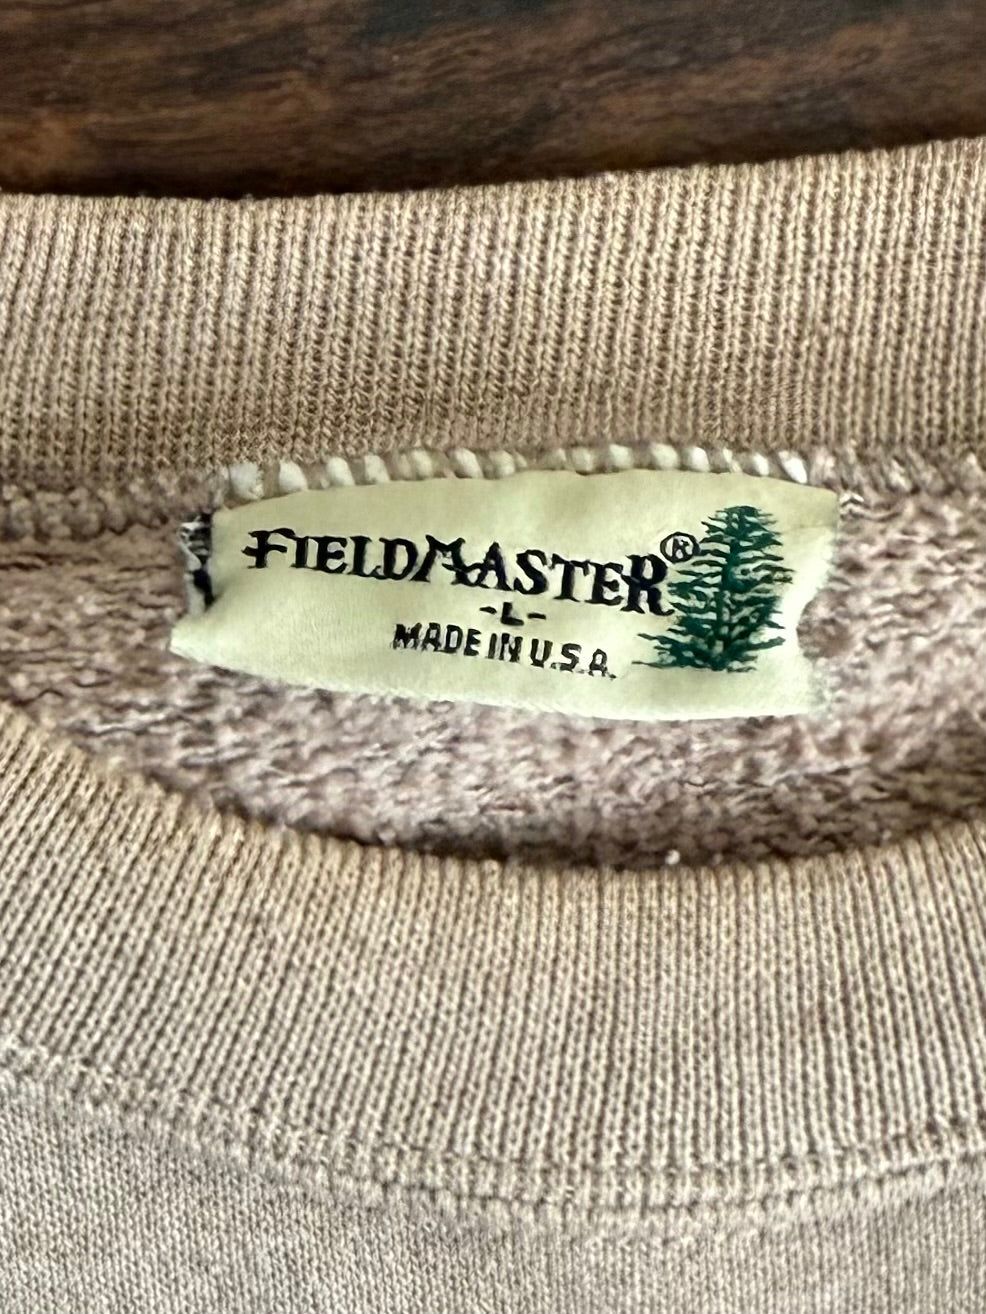 FIELDMASTER®
-L-
MADE IN U.S.A.